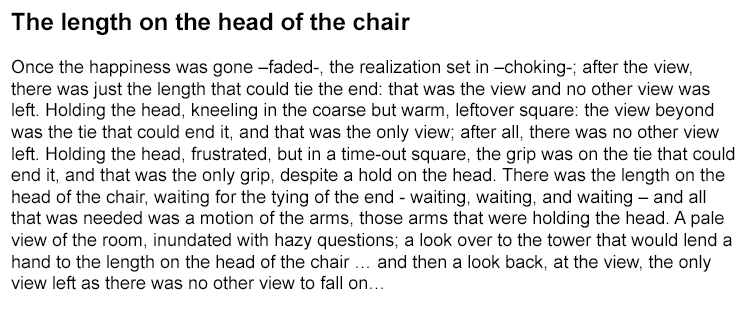 The length on the head of the chair
Once the happiness was gone –faded-, the realization set in –choking-; after the view,
there was just the length that could tie the end: that was the view and no other view was
left. Holding the head, kneeling in the coarse but warm, leftover square: the view beyond
was the tie that could end it, and that was the only view; after all, there was no other view
left. Holding the head, frustrated, but in a time-out square, the grip was on the tie that could
end it, and that was the only grip, despite a hold on the head. There was the length on the
head of the chair, waiting for the tying of the end - waiting, waiting, and waiting – and all
that was needed was a motion of the arms, those arms that were holding the head. A pale
view of the room, inundated with hazy questions; a look over to the tower that would lend a
hand to the length on the head of the chair … and then a look back, at the view, the only
view left as there was no other view to fall on…